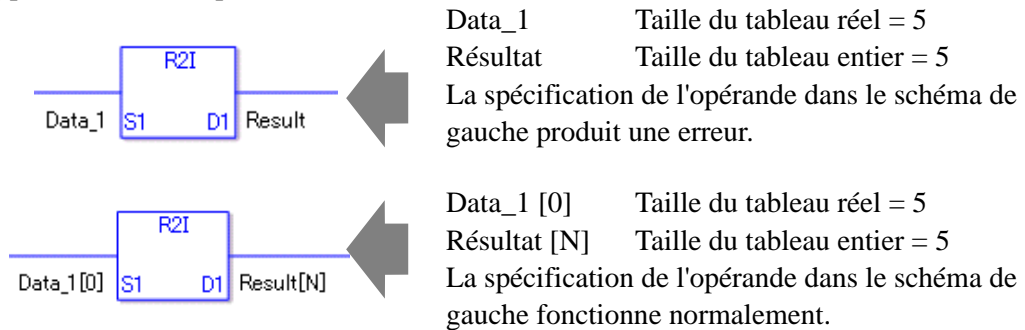 R2I
Data_1 S1 D1 Result
Data_1 Taille du tableau réel = 5
Résultat Taille du tableau entier = 5
La spécification de l'opérande dans le schéma de
gauche produit une erreur.
R2I
Data_1[0] S1 D1 Result[N]
Data_1 [0] Taille du tableau réel = 5
Résultat [N] Taille du tableau entier = 5
La spécification de l'opérande dans le schéma de
gauche fonctionne normalement.